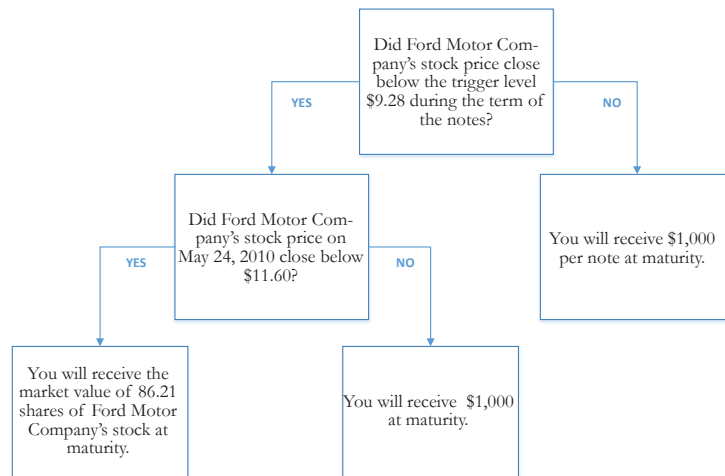 Did Ford Motor Com-
pany's stock price close
below the trigger level
$9.28 during the term of
the notes?
YES
NO
Did Ford Motor Com-
pany's stock price on
May 24, 2010 close below
$11.60?
You will receive $1,000
per note at maturity.
YES
NO
You will receive the
market value of 86.21
shares of Ford Motor
Company's stock at
maturity.
You will receive $1,000
at maturity.